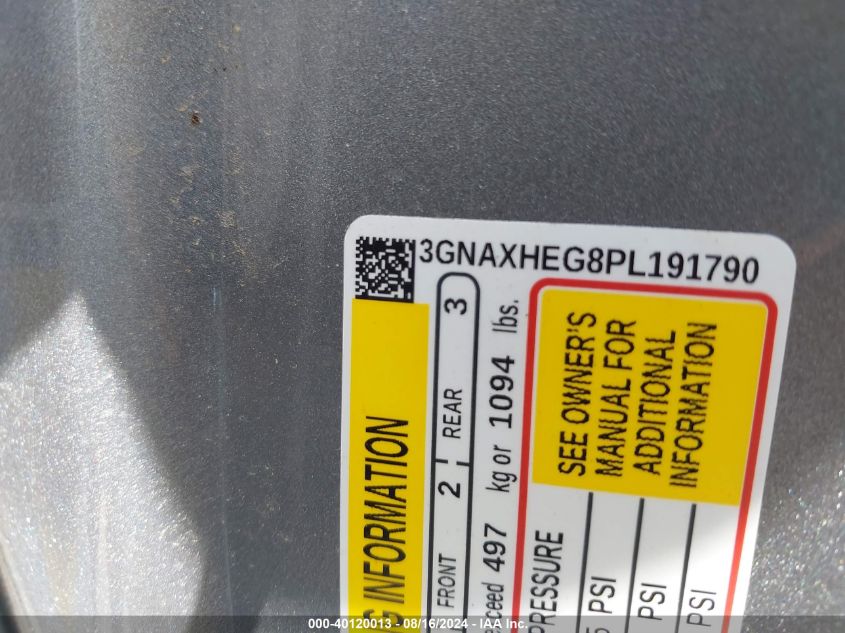 3GNAXHEG8PL191790
G INFORMATION
FRONT 2 REAR 3
exceed 497 kg or 1094 lbs.
PRESSURE
SEE OWNER'S
MANUAL FOR
ADDITIONAL
INFORMATION
PSI
PSI
PSI
000-40120013 - 08/16/2024 - IAA Inc.